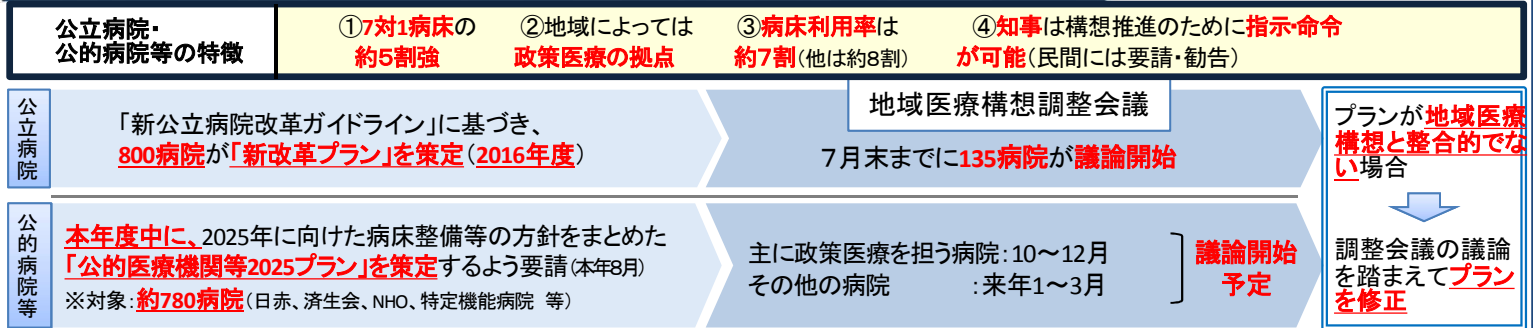 公立病院・
公的病院等の特徴
①7対1病床の
約5割強
②地域によっては
政策医療の拠点
③病床利用率は
約7割(他は約8割)
④知事は構想推進のために指示・命令
が可能(民間には要請・勧告)
公立病院
「新公立病院改革ガイドライン」に基づき、
800病院が「新改革プラン」を策定(2016年度)
地域医療構想調整会議
7月末までに135病院が議論開始
公的病院等
本年度中に、2025年に向けた病床整備等の方針をまとめた
「公的医療機関等2025プラン」を策定するよう要請(本年8月)
※対象:約780病院(日赤、済生会、NHO、特定機能病院 等)
主に政策医療を担う病院:10~12月
その他の病院 :来年1~3月
議論開始
予定
プランが地域医療
構想と整合的でな
い場合
調整会議の議論
を踏まえてプラン
を修正